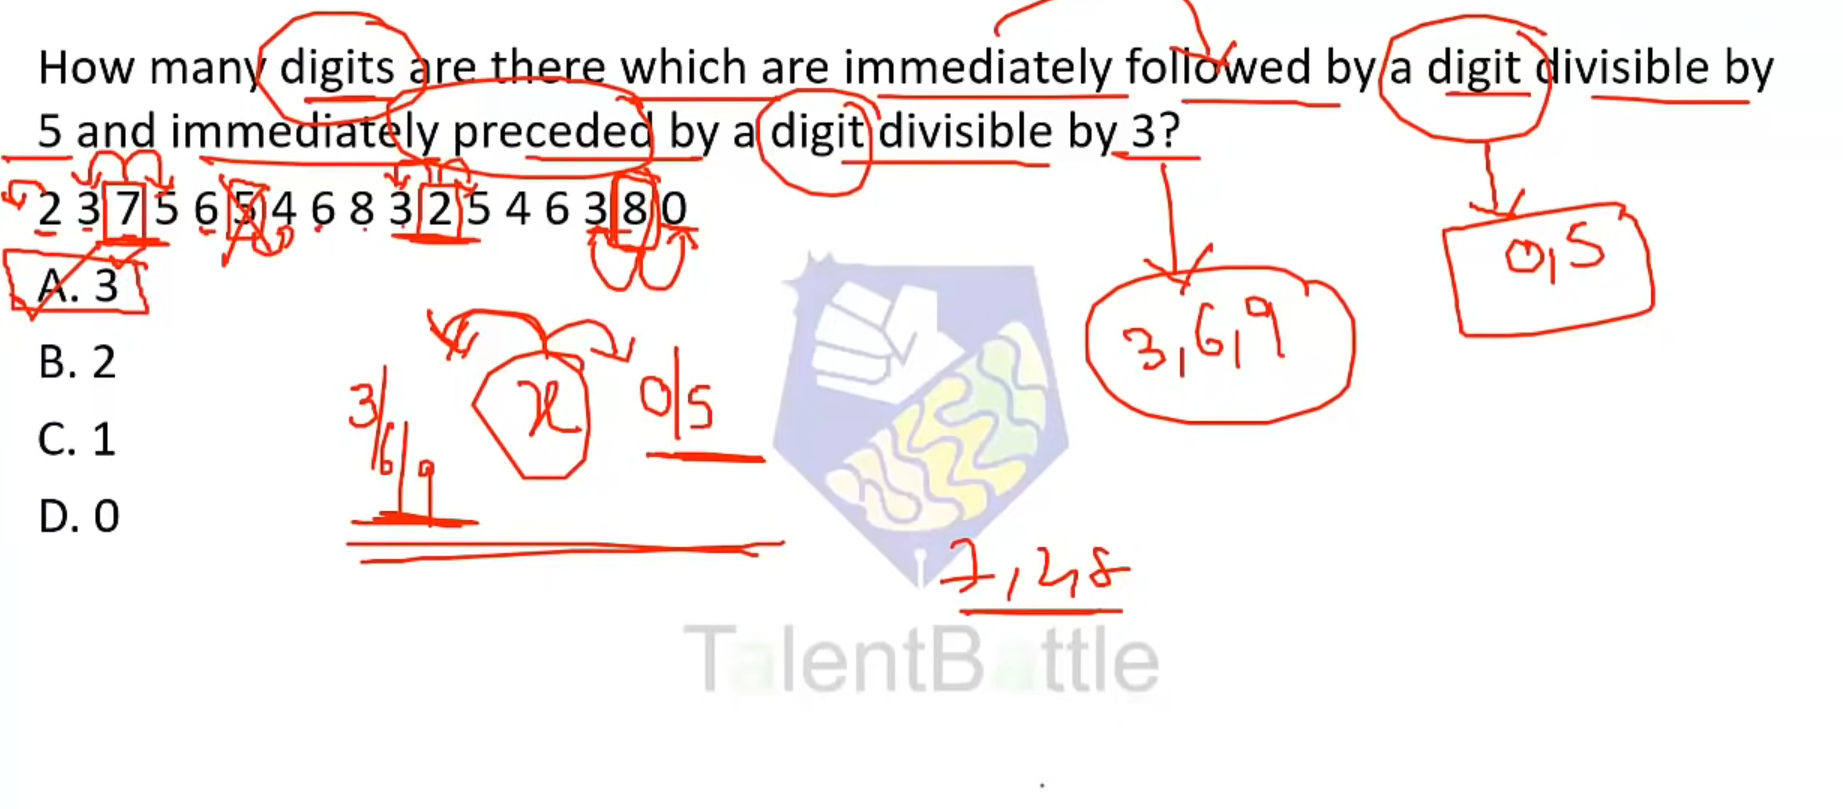 How many digits are there which are immediately followed by a digit divisible by
5 and immediately preceded by a digit divisible by 3?
2 3 7 5 6 5 4 6 8 3 2 5 4 6 3 8 0
A. 3
0,5
3,6,9
B. 2
3/6/9 x 0/5
C. 1
D. 0
7,2,8
TalentBattle